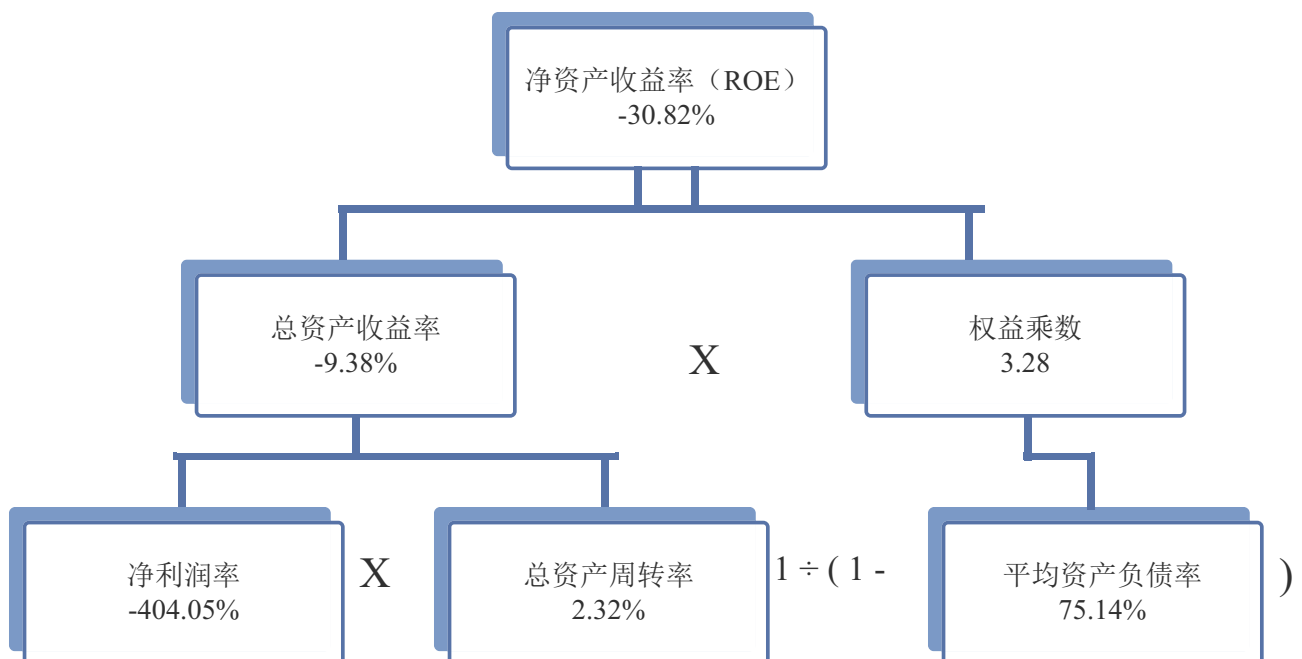 净资产收益率（ROE）
-30.82%
总资产收益率
-9.38%
X
权益乘数
3.28
净利润率
-404.05%
X
总资产周转率
2.32%
1 ÷ ( 1 -
平均资产负债率
75.14%
)